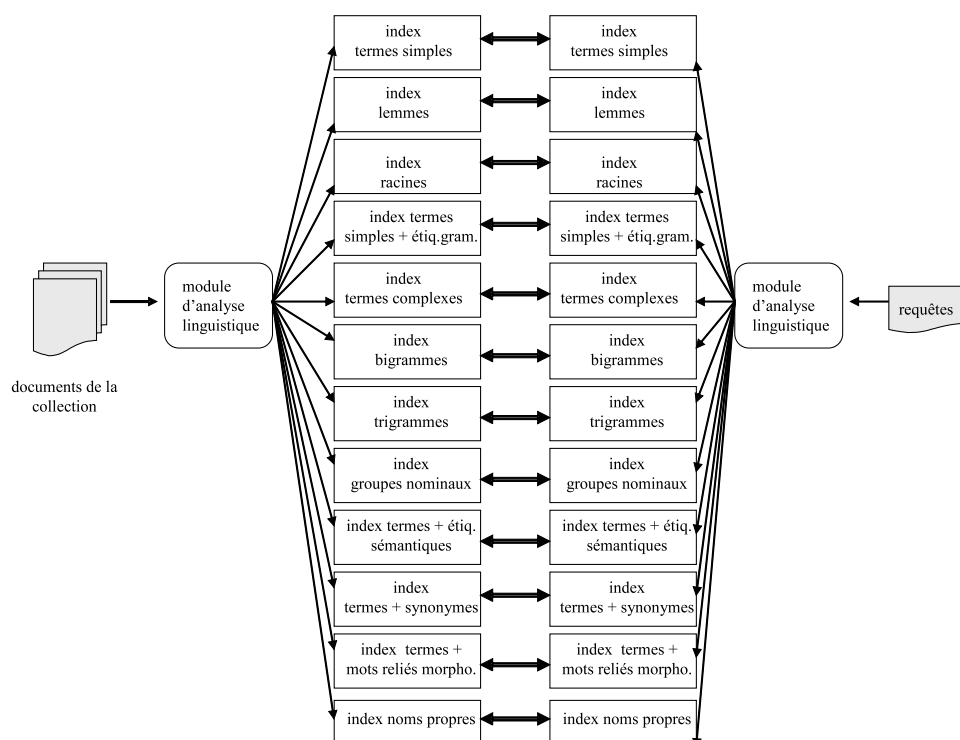 index
termes simples
index
termes simples
index
lemmes
index
lemmes
index
racines
index
racines
index termes
simples + étiq.gram.
index termes
simples + étiq.gram.
module
d’analyse
linguistique
index
termes complexes
index
termes complexes
module
d’analyse
linguistique
requêtes
documents de la
collection
index
bigrammes
index
bigrammes
index
trigrammes
index
trigrammes
index
groupes nominaux
index
groupes nominaux
index termes + étiq.
sémantiques
index termes + étiq.
sémantiques
index
termes + synonymes
index
termes + synonymes
index termes +
mots reliés morpho.
index termes +
mots reliés morpho.
index noms propres
index noms propres